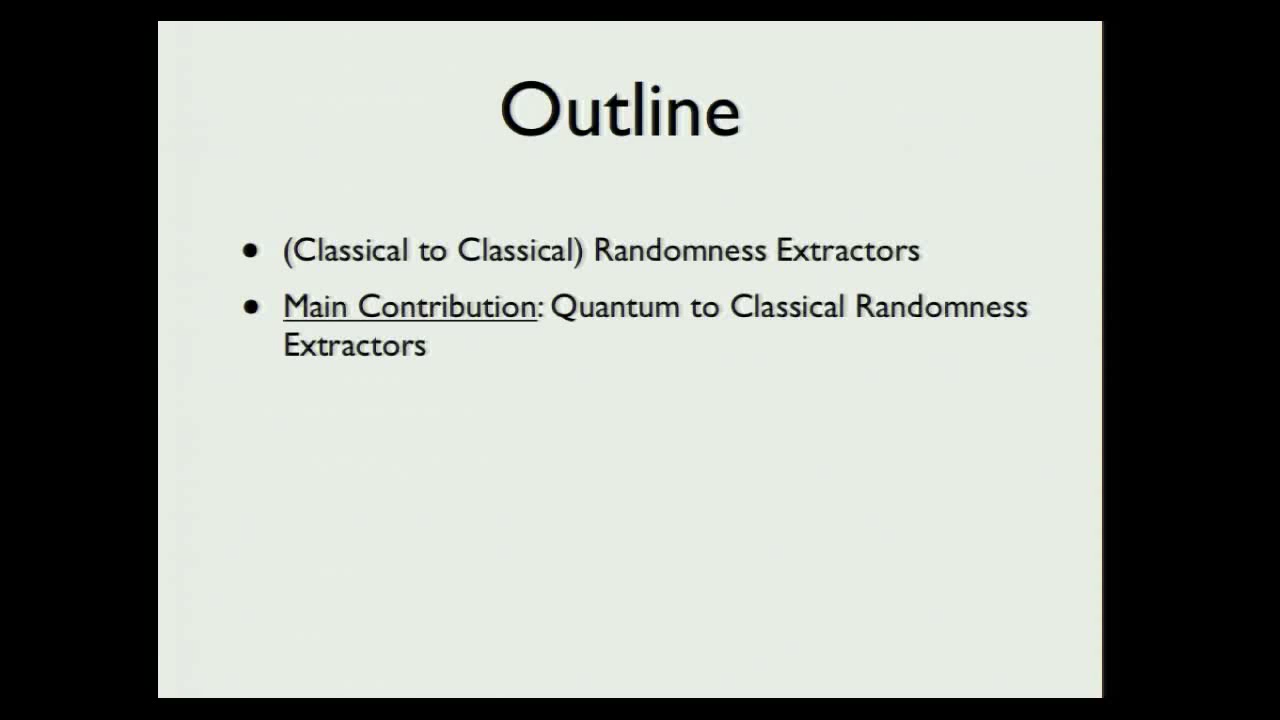 Outline
• (Classical to Classical) Randomness Extractors
• Main Contribution: Quantum to Classical Randomness
Extractors